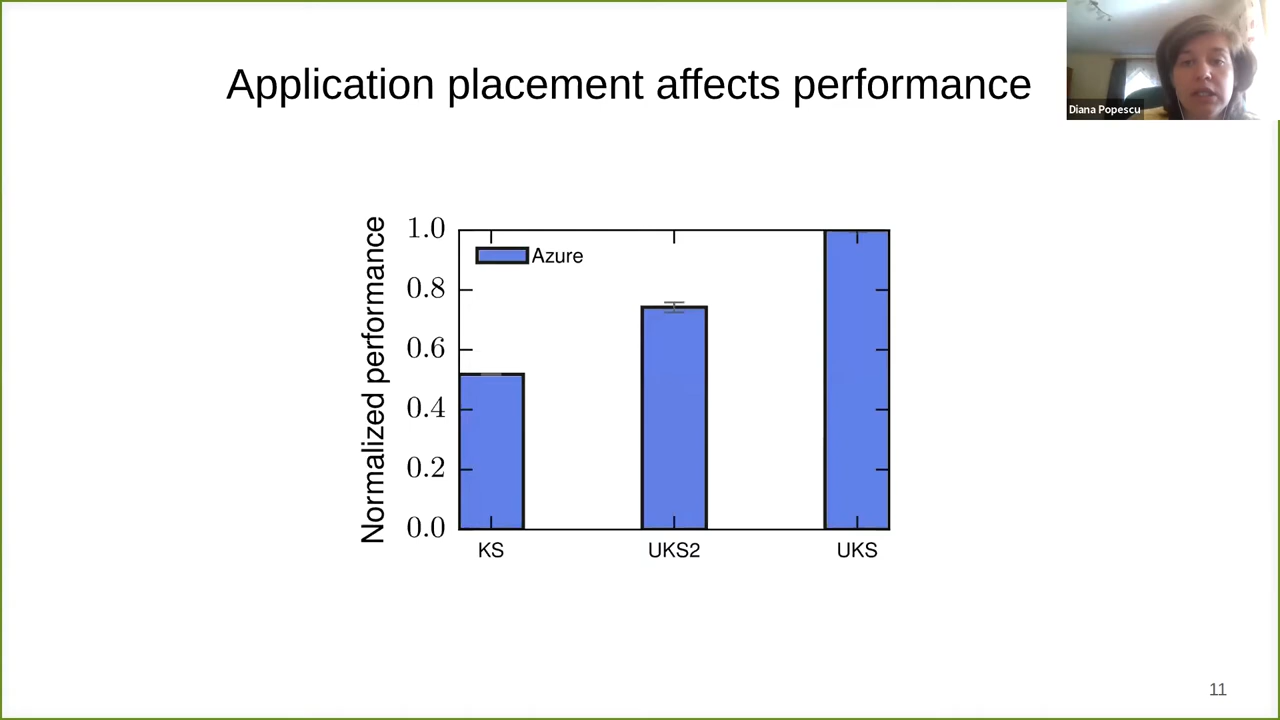 Application placement affects performance
Diana Popescu
Normalized performance
1.0
0.8
0.6
0.4
0.2
0.0
Azure
KS
UKS2
UKS
11